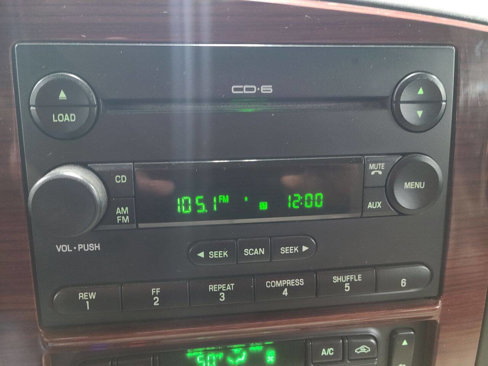 CD·6
LOAD
CD
MUTE
MENU
105.1 FM 12:00
AM
FM
AUX
VOL·PUSH
SEEK SCAN SEEK
REW
1
FF
2
REPEAT
3
COMPRESS
4
SHUFFLE
5
6
A/C